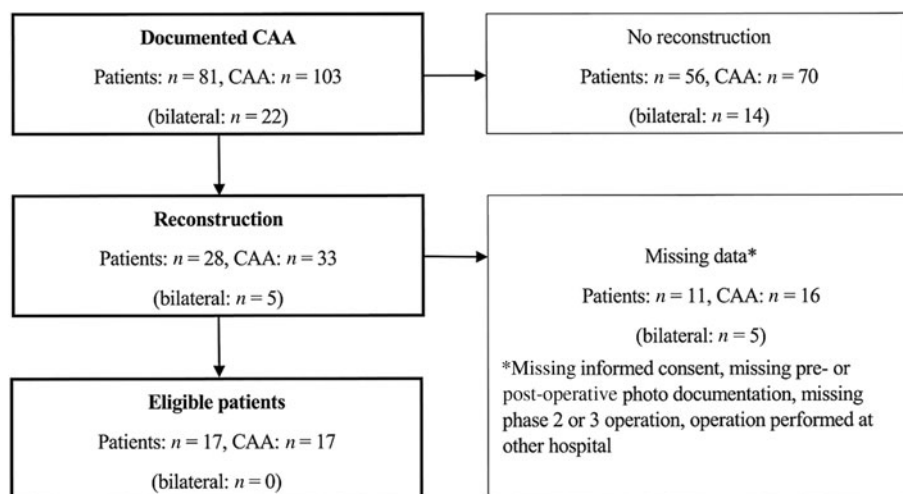 Documented CAA
Patients: n = 81, CAA: n = 103
(bilateral: n = 22)
No reconstruction
Patients: n = 56, CAA: n = 70
(bilateral: n = 14)
Reconstruction
Patients: n = 28, CAA: n = 33
(bilateral: n = 5)
Missing data*
Patients: n = 11, CAA: n = 16
(bilateral: n = 5)
*Missing informed consent, missing pre- or
post-operative photo documentation, missing
phase 2 or 3 operation, operation performed at
other hospital
Eligible patients
Patients: n = 17, CAA: n = 17
(bilateral: n = 0)